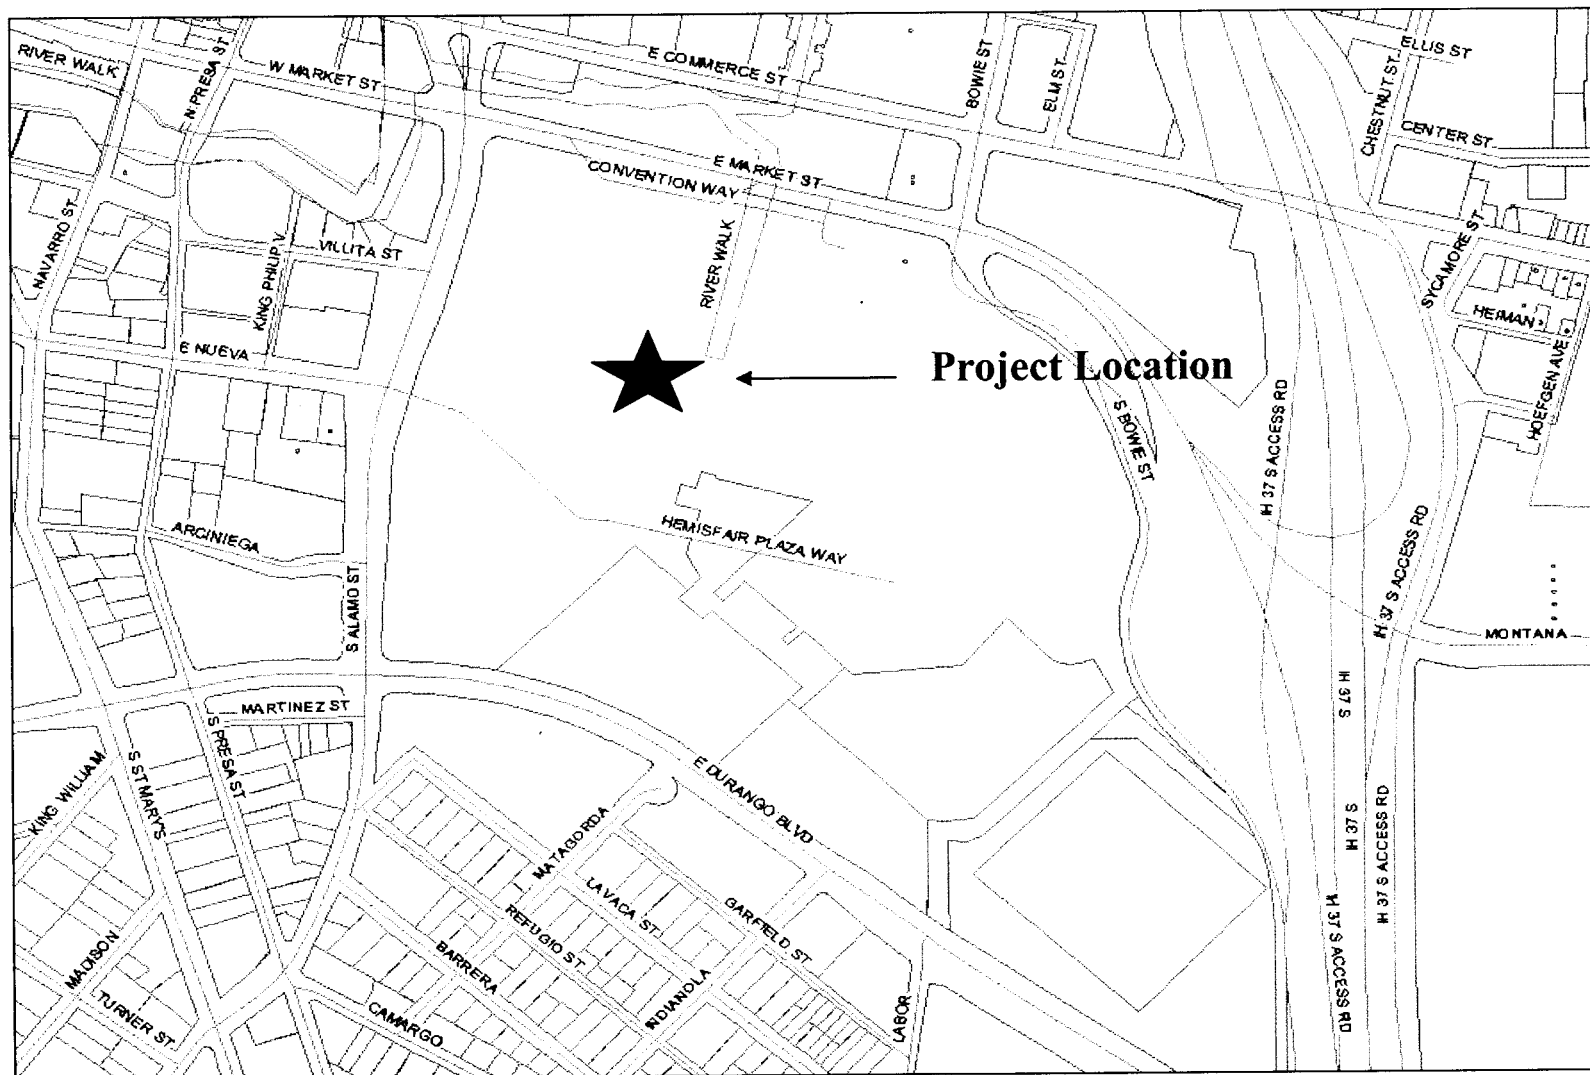 RIVER WALK
N PRESA ST
W MARKET ST
E COMMERCE ST
BOWIE ST
ELM ST
ELLIS ST
CHESTNUT ST
CENTER ST
E MARKET ST
CONVENTION WAY
NAVARRO ST
VILLITA ST
KING PHILIP V
RIVER WALK
SYCAMORE ST
HEIMAN
HOEFGEN AVE
E NUEVA
Project Location
S BOWIE ST
IH 37 S ACCESS RD
IH 37 S ACCESS RD
ARCINIEGA
HEMISFAIR PLAZA WAY
S ALAMO ST
MONTANA
IH 37 S
MARTINEZ ST
S PRESA ST
S ST MARY'S
KING WILLIAM
E DURANGO BLVD
IH 37 S
IH 37 S ACCESS RD
MATAGORDA
LAVACA ST
GARFIELD ST
REFUGIO ST
BARRERA
MADISON
TURNER ST
CAMARGO
INDIANOLA
LABOR
IH 37 S ACCESS RD